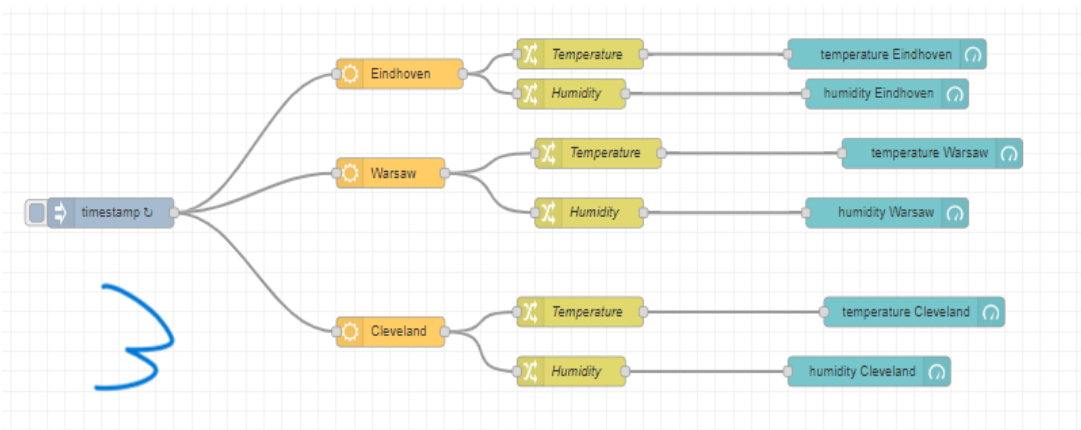 temperature Eindhoven
Temperature
Eindhoven
humidity Eindhoven
Humidity
Temperature
temperature Warsaw
Warsaw
timestamp ↻
Humidity
humidity Warsaw
3
Temperature
temperature Cleveland
Cleveland
Humidity
humidity Cleveland